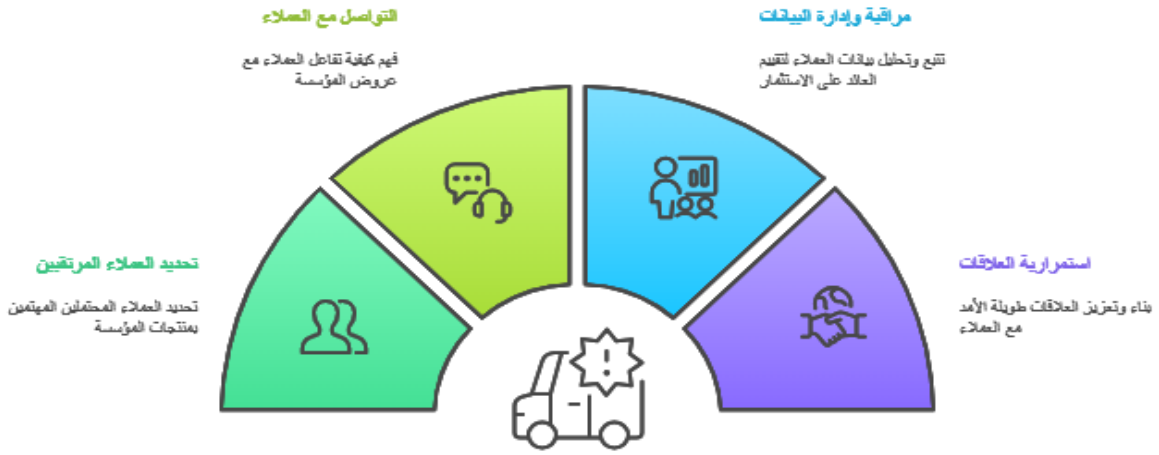 التواصل مع العملاء
فهم كيفية تفاعل العملاء مع
عروض المؤسسة
مراقبة وإدارة البيانات
تتبع وتحليل بيانات العملاء لتقييم
العائد على الاستثمار
تحديد العملاء المرتقبين
تحديد العملاء المحتملين المهتمين
بمنتجات المؤسسة
استمرارية العلاقات
بناء وتعزيز العلاقات طويلة الأمد
مع العملاء